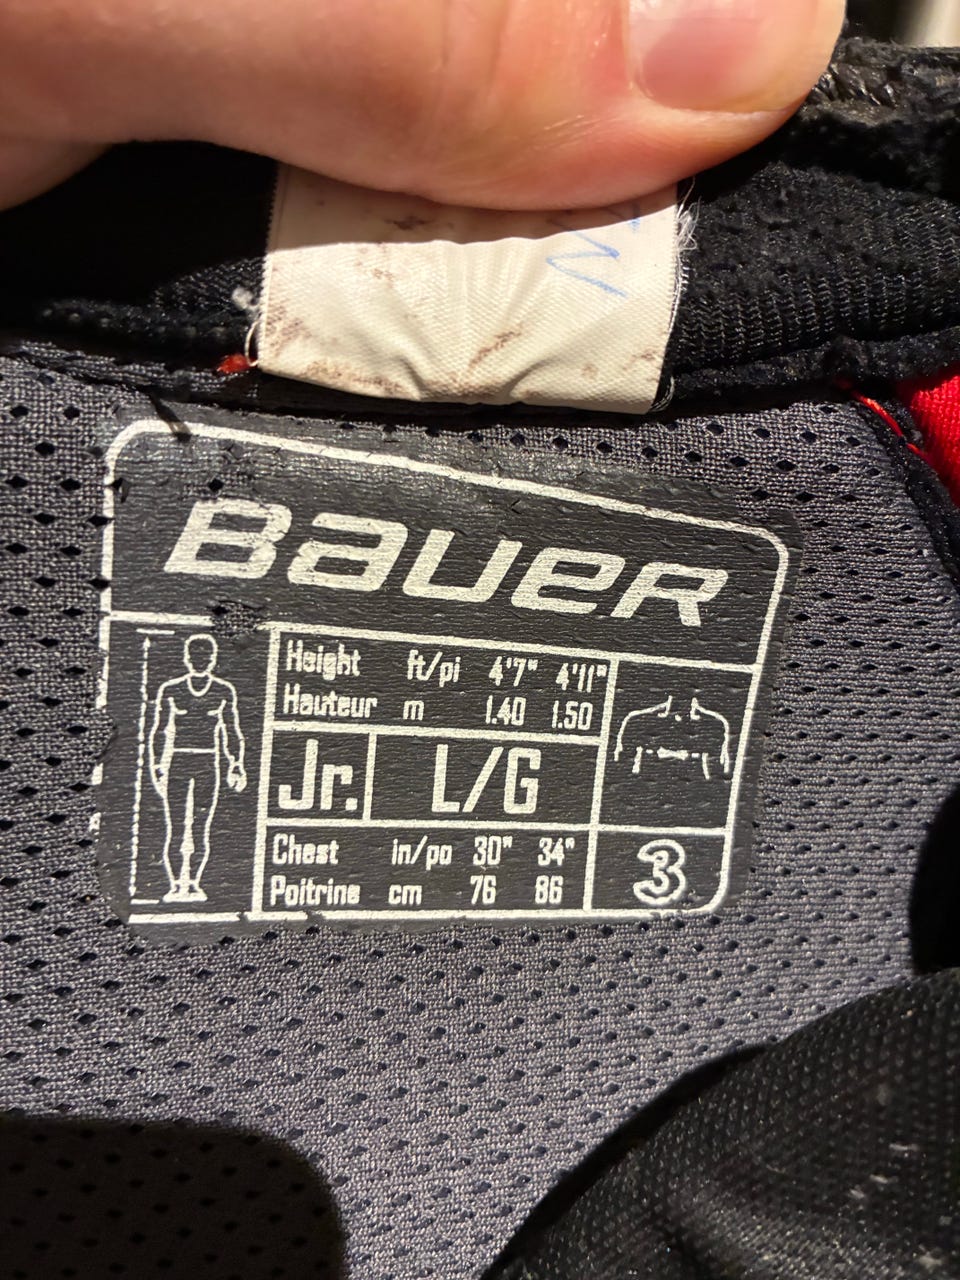 BAUER
Height ft/pi 4'7" 4'11"
Hauteur m 1.40 1.50
Jr. L/G
Chest in/po 30" 34"
Poitrine cm 76 86
3